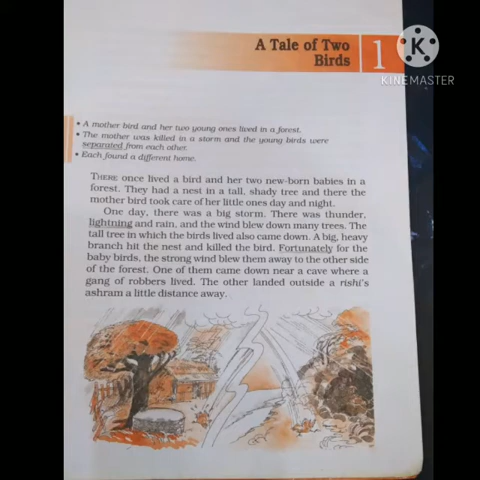 A Tale of Two
Birds
1
K
KINEMASTER
• A mother bird and her two young ones lived in a forest.
• The mother was killed in a storm and the young birds were
separated from each other.
• Each found a different home.
THERE once lived a bird and her two new-born babies in a
forest. They had a nest in a tall, shady tree and there the
mother bird took care of her little ones day and night.
One day, there was a big storm. There was thunder,
lightning and rain, and the wind blew down many trees. The
tall tree in which the birds lived also came down. A big, heavy
branch hit the nest and killed the bird. Fortunately for the
baby birds, the strong wind blew them away to the other side
of the forest. One of them came down near a cave where a
gang of robbers lived. The other landed outside a rishi's
ashram a little distance away.